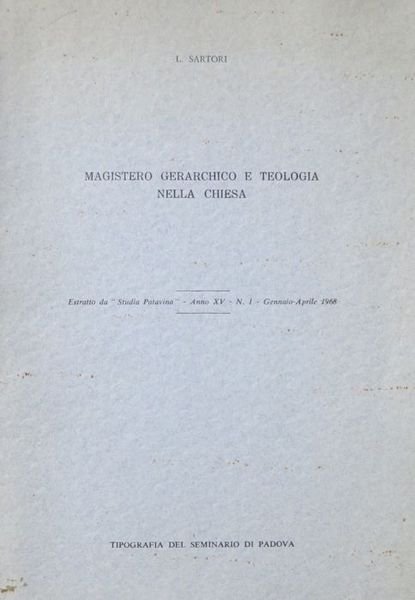 L. SARTORI
MAGISTERO GERARCHICO E TEOLOGIA
NELLA CHIESA
Estratto da "Studia Patavina" - Anno XV - N. 1 - Gennaio-Aprile 1968
TIPOGRAFIA DEL SEMINARIO DI PADOVA